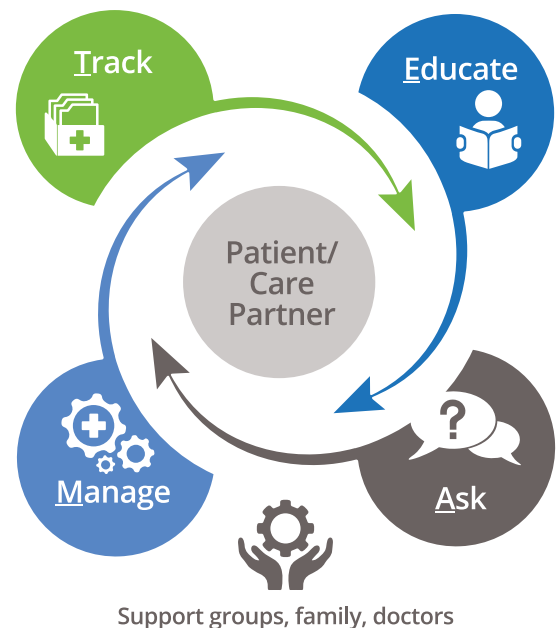 Track
Educate
Patient/
Care
Partner
?
Manage
Ask
Support groups, family, doctors